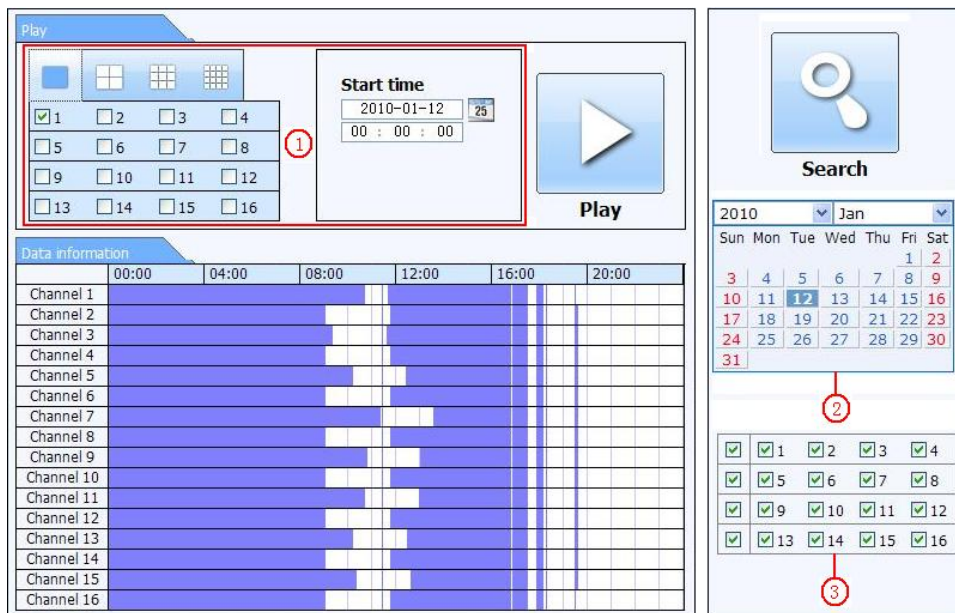 Play
1 2 3 4
5 6 7 8
9 10 11 12
13 14 15 16
1
Start time
2010-01-12 25
00 : 00 : 00
Play
Data information
00:00 04:00 08:00 12:00 16:00 20:00
Channel 1
Channel 2
Channel 3
Channel 4
Channel 5
Channel 6
Channel 7
Channel 8
Channel 9
Channel 10
Channel 11
Channel 12
Channel 13
Channel 14
Channel 15
Channel 16
Search
2010 Jan
Sun Mon Tue Wed Thu Fri Sat
1 2
3 4 5 6 7 8 9
10 11 12 13 14 15 16
17 18 19 20 21 22 23
24 25 26 27 28 29 30
31
2
1 2 3 4
5 6 7 8
9 10 11 12
13 14 15 16
3